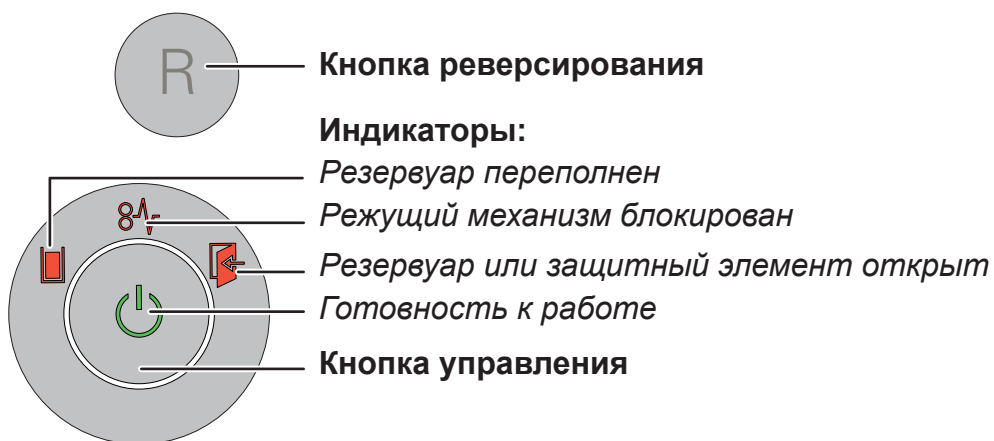 R
Кнопка реверсирования
Индикаторы:
Резервуар переполнен
Режущий механизм блокирован
Резервуар или защитный элемент открыт
Готовность к работе
Кнопка управления